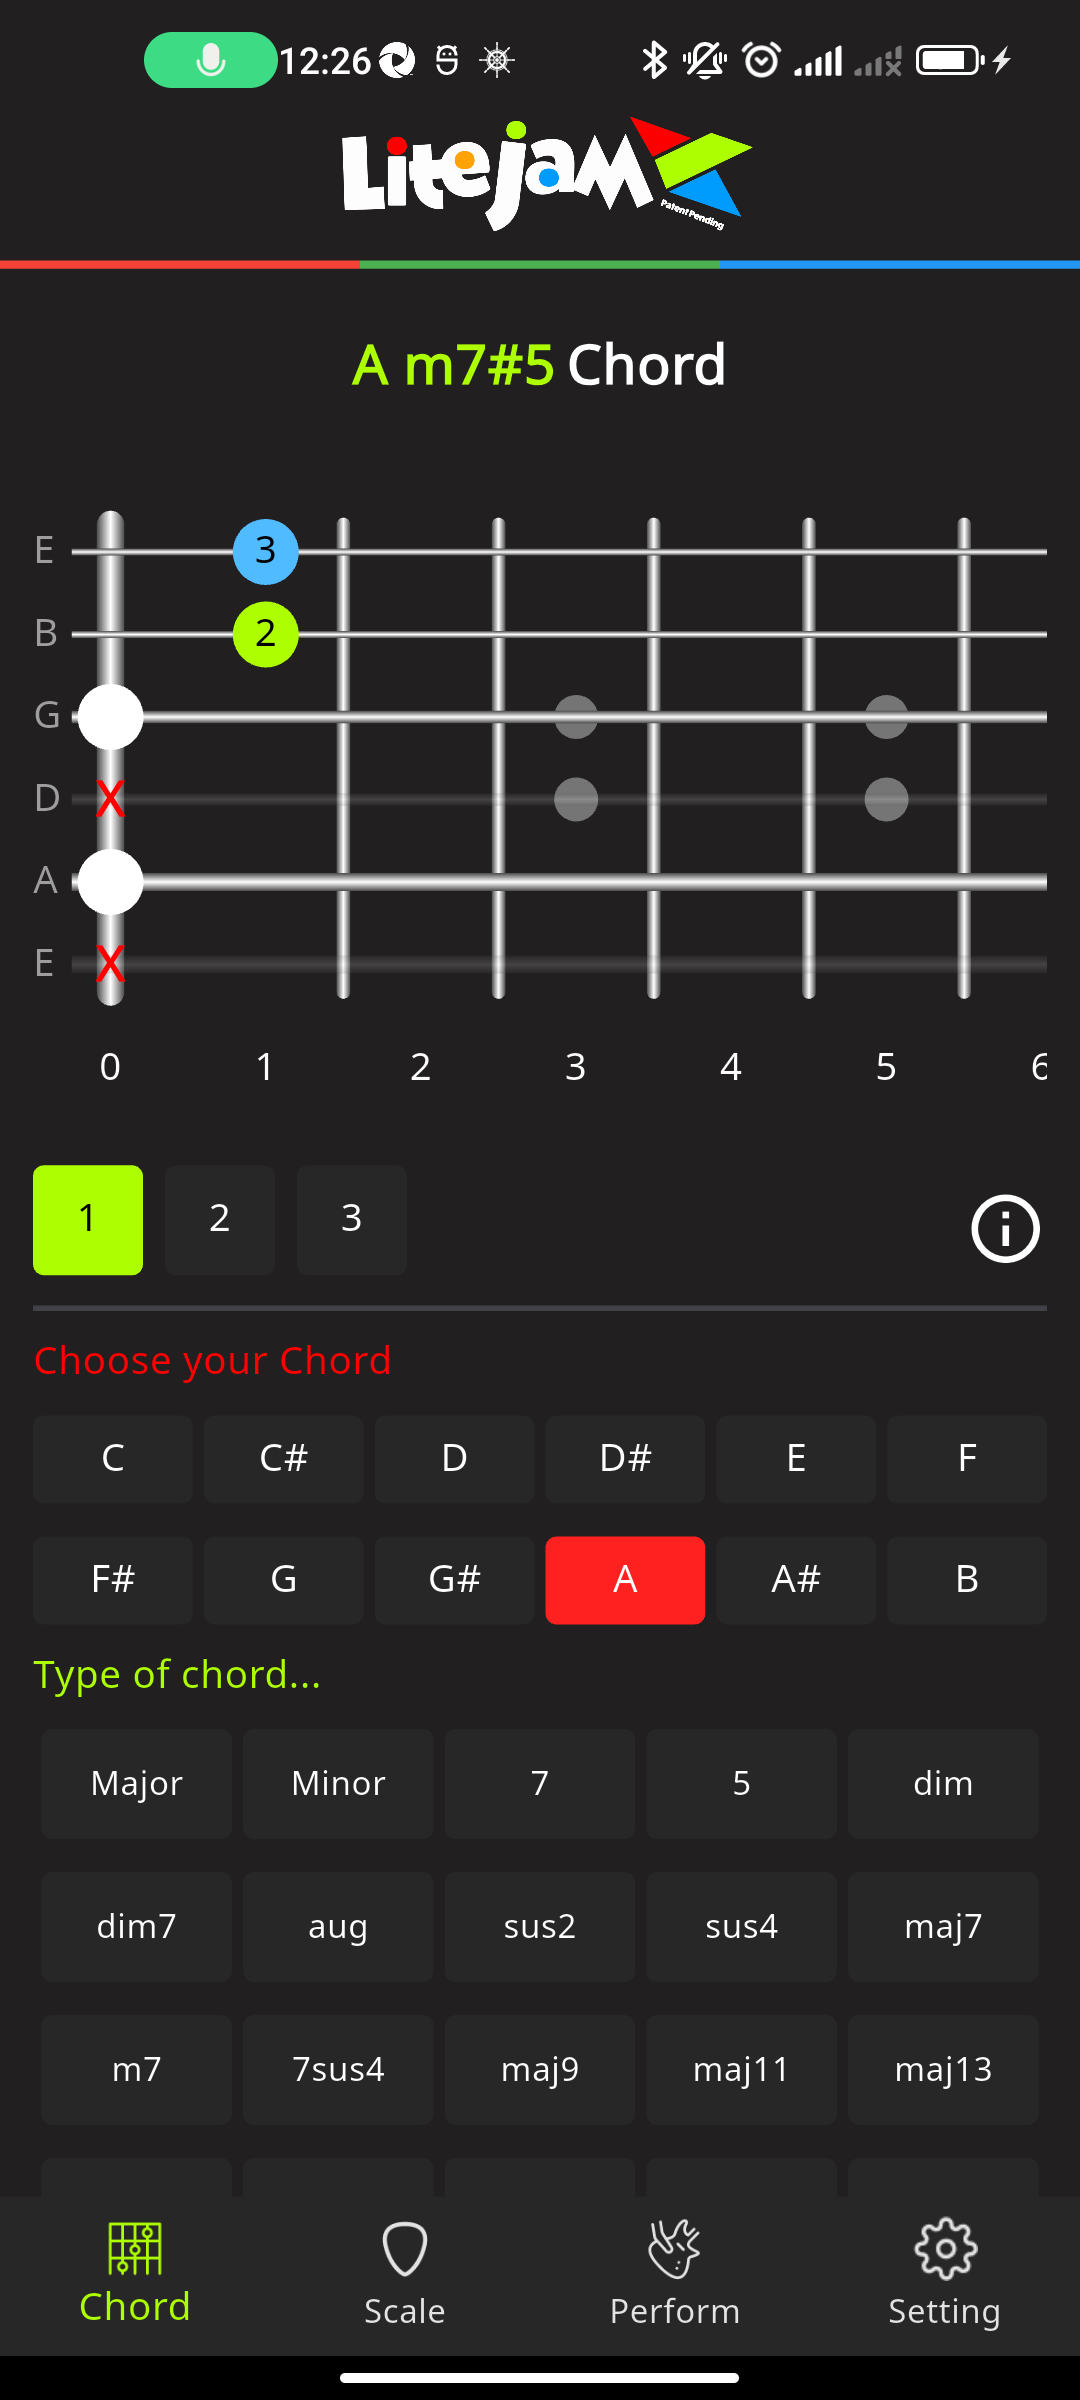 12:26
LitejaM
Patent Pending
A m7#5 Chord
E 3
B 2
G
D X
A
E X
0 1 2 3 4 5 6
1 2 3
Choose your Chord
C C# D D# E F
F# G G# A A# B
Type of chord...
Major Minor 7 5 dim
dim7 aug sus2 sus4 maj7
m7 7sus4 maj9 maj11 maj13
Chord Scale Perform Setting